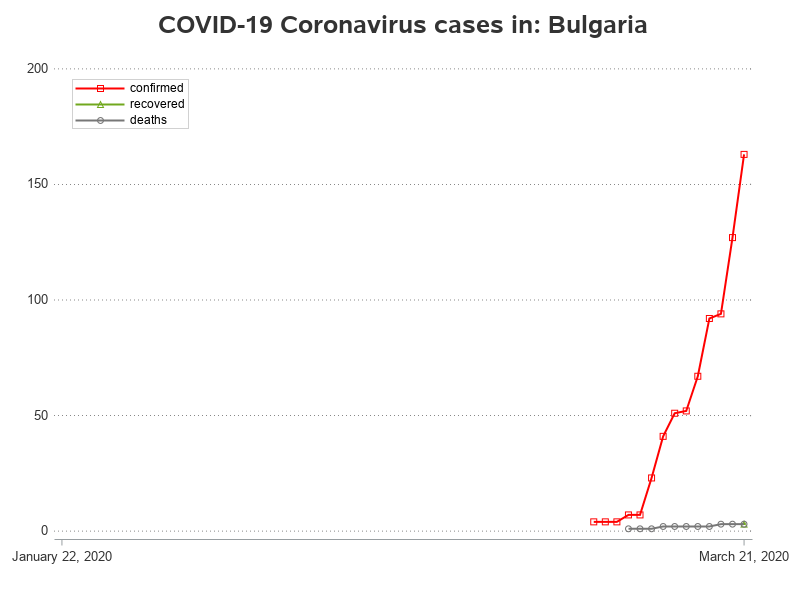 COVID-19 Coronavirus cases in: Bulgaria
200
confirmed
recovered
deaths
150
100
50
0
January 22, 2020
March 21, 2020